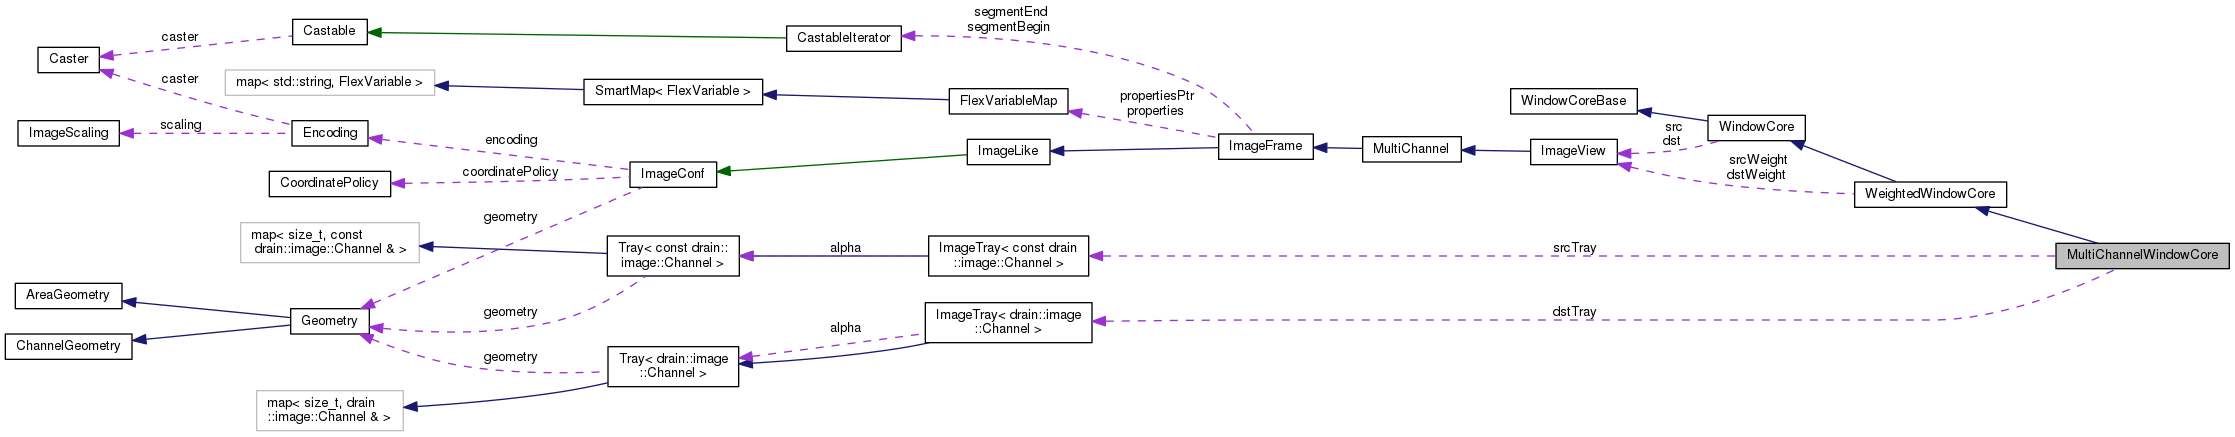 segmentEnd
segmentBegin
Castable
caster
CastableIterator
Caster
caster
map< std::string, FlexVariable >
SmartMap< FlexVariable >
FlexVariableMap
propertiesPtr
properties
WindowCoreBase
ImageScaling
scaling
Encoding
encoding
ImageLike
ImageFrame
MultiChannel
ImageView
src
dst
WindowCore
CoordinatePolicy
coordinatePolicy
ImageConf
srcWeight
dstWeight
WeightedWindowCore
geometry
map< size_t, const
drain::image::Channel & >
Tray< const drain::
image::Channel >
alpha
ImageTray< const drain
::image::Channel >
srcTray
MultiChannelWindowCore
AreaGeometry
Geometry
geometry
ImageTray< drain::image
::Channel >
dstTray
alpha
ChannelGeometry
geometry
Tray< drain::image
::Channel >
map< size_t, drain
::image::Channel & >